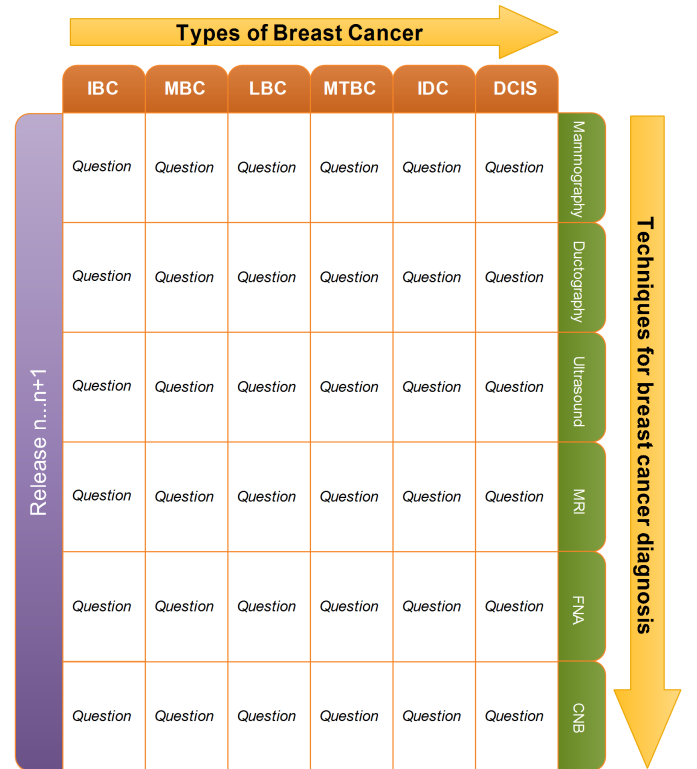 Types of Breast Cancer
IBC MBC LBC MTBC IDC DCIS
Release n...n+1
Techniques for breast cancer diagnosis
Question Question Question Question Question Question Mammography
Question Question Question Question Question Question Ductography
Question Question Question Question Question Question Ultrasound
Question Question Question Question Question Question MRI
Question Question Question Question Question Question FNA
Question Question Question Question Question Question CNB